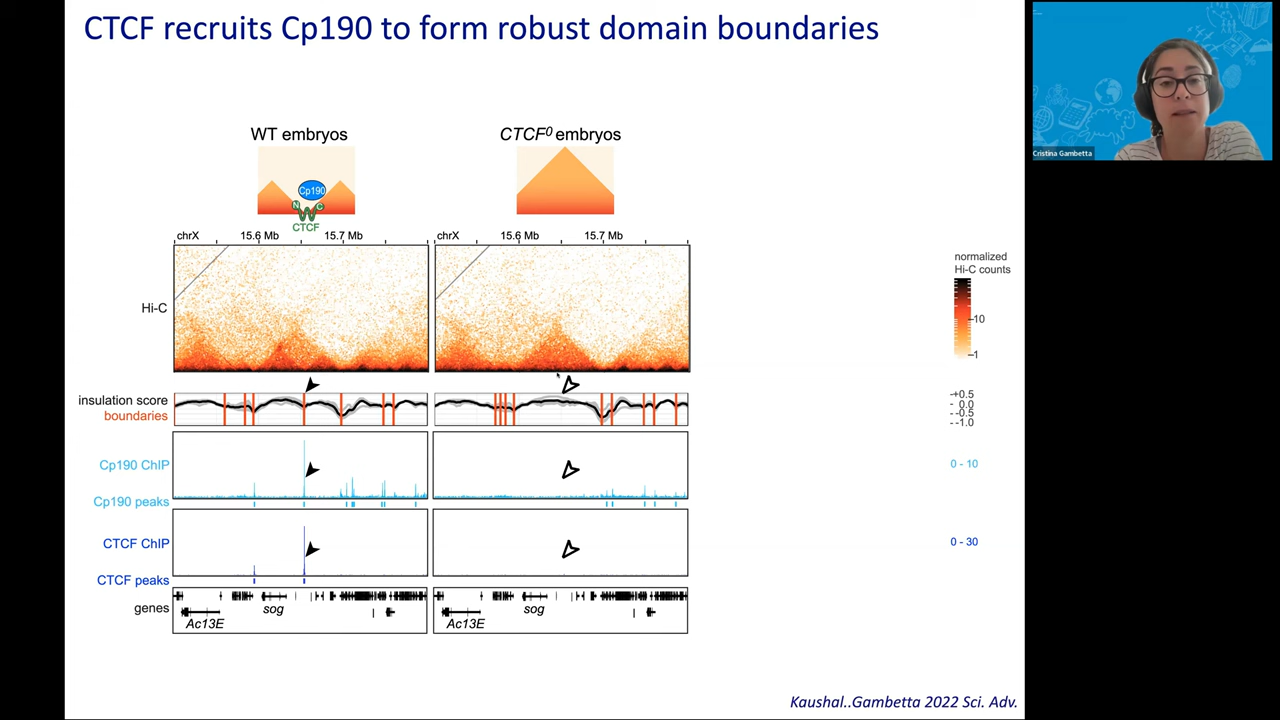 CTCF recruits Cp190 to form robust domain boundaries
Cristina Gambetta
WT embryos
CTCF⁰ embryos
Cp190
N C
CTCF
chrX 15.6 Mb 15.7 Mb
chrX 15.6 Mb 15.7 Mb
normalized
Hi-C counts
10
1
Hi-C
insulation score
boundaries
+0.5
0.0
-0.5
-1.0
Cp190 ChIP
0 - 10
Cp190 peaks
CTCF ChIP
0 - 30
CTCF peaks
genes
sog
Ac13E
sog
Ac13E
Kaushal..Gambetta 2022 Sci. Adv.